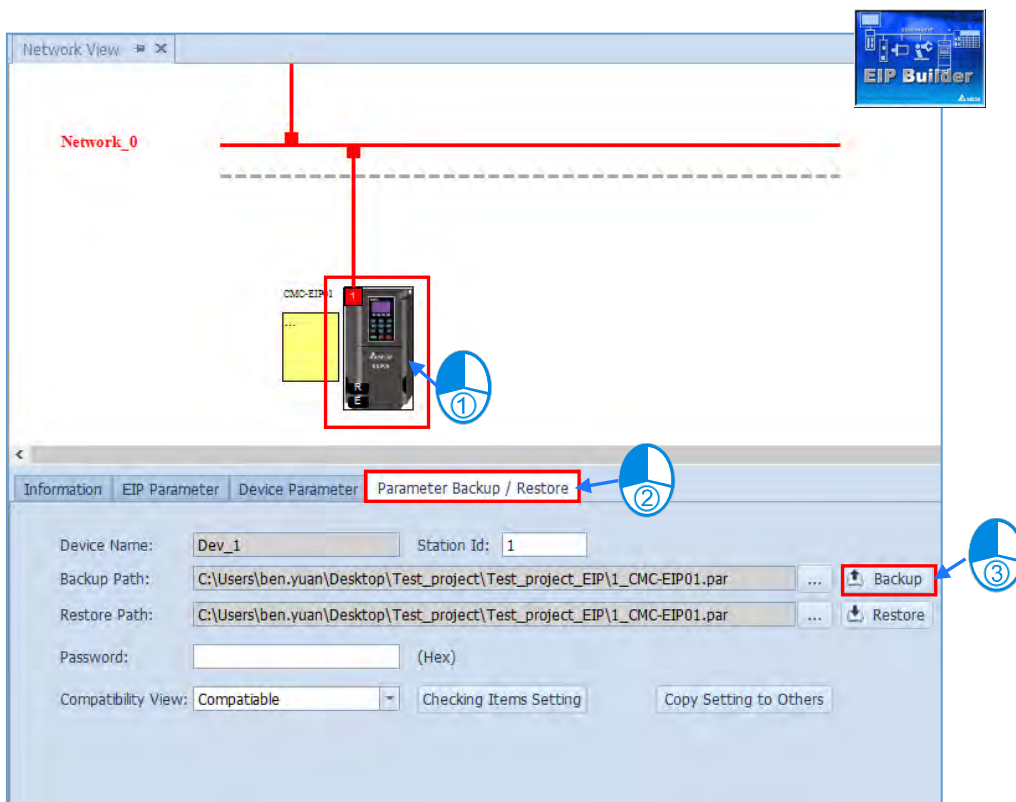 Network View
EIP Builder
Network_0
CMC-EIP01
1
...
R
E
①
Information EIP Parameter Device Parameter Parameter Backup / Restore
②
Device Name: Dev_1 Station Id: 1
Backup Path: C:\Users\ben.yuan\Desktop\Test_project\Test_project_EIP\1_CMC-EIP01.par ... Backup
③
Restore Path: C:\Users\ben.yuan\Desktop\Test_project\Test_project_EIP\1_CMC-EIP01.par ... Restore
Password: (Hex)
Compatibility View: Compatiable Checking Items Setting Copy Setting to Others